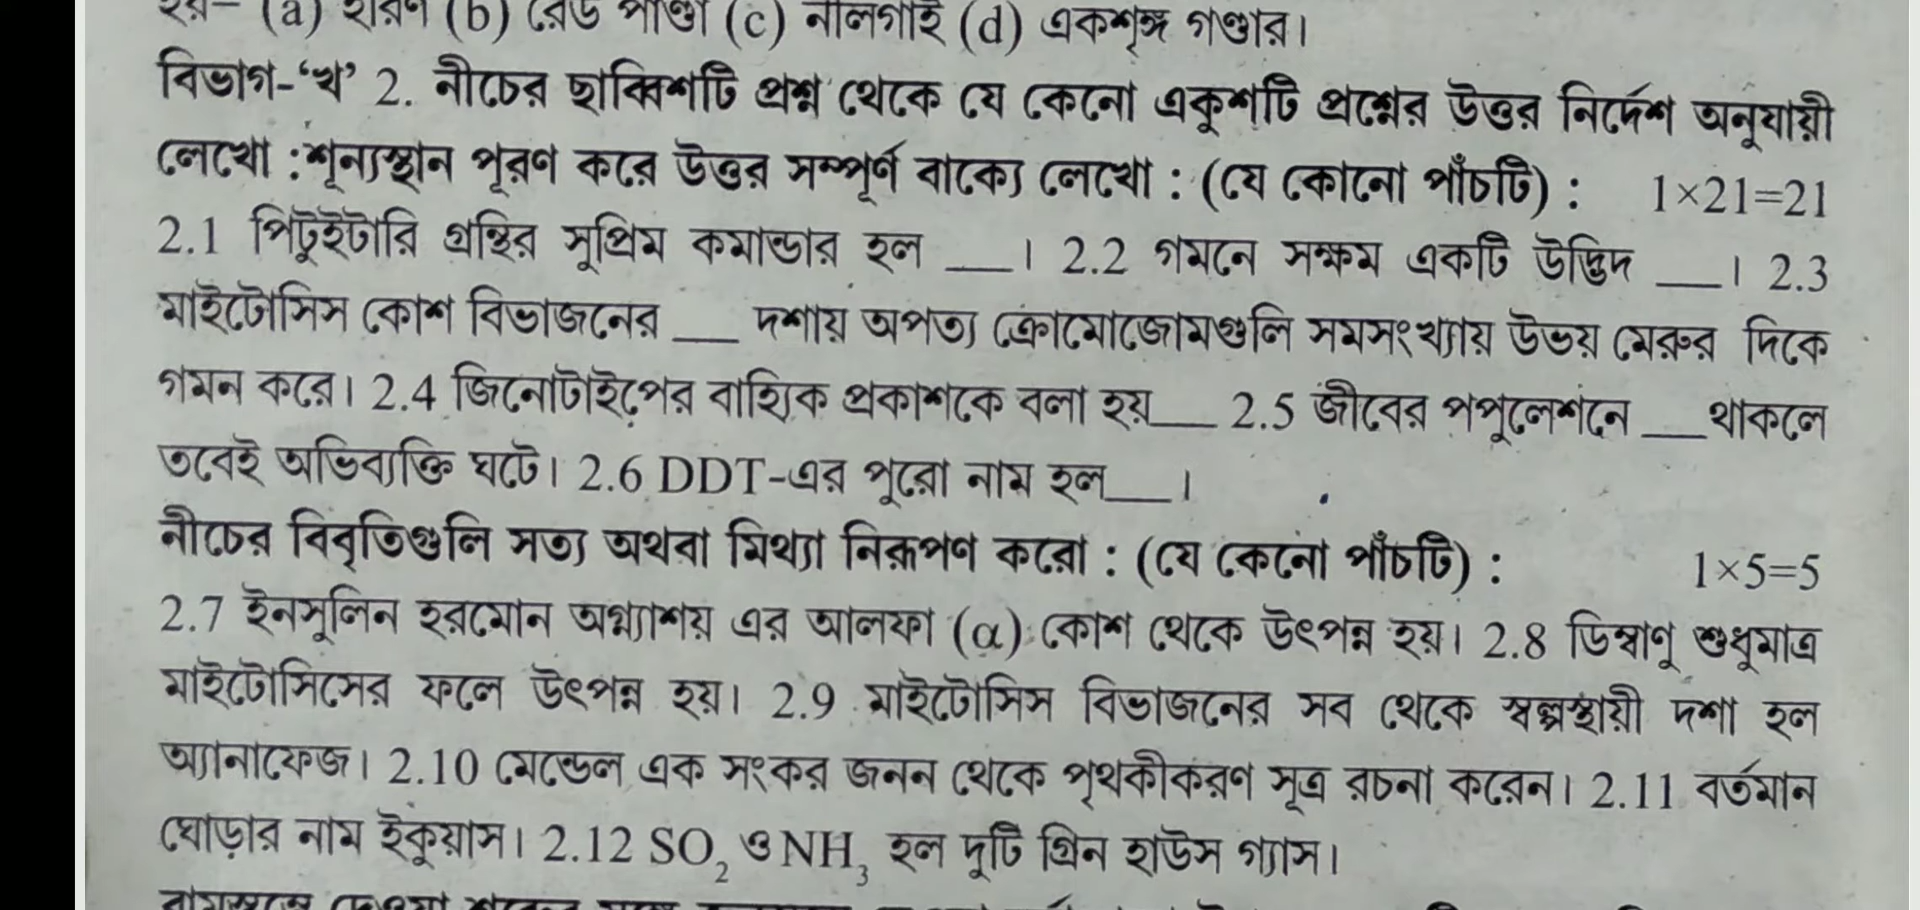 হয়— (a) হরিণ (b) রেড পাণ্ডা (c) নীলগাই (d) একশৃঙ্গ গণ্ডার।
বিভাগ-‘খ’ 2. নীচের ছাব্বিশটি প্রশ্ন থেকে যে কেনো একুশটি প্রশ্নের উত্তর নির্দেশ অনুযায়ী
লেখো : শূন্যস্থান পূরণ করে উত্তর সম্পূর্ণ বাক্যে লেখো : (যে কোনো পাঁচটি) : 1×21=21
2.1 পিটুইটারি গ্রন্থির সুপ্রিম কমান্ডার হল ___। 2.2 গমনে সক্ষম একটি উদ্ভিদ ___। 2.3
মাইটোসিস কোশ বিভাজনের ___ দশায় অপত্য ক্রোমোজোমগুলি সমসংখ্যায় উভয় মেরুর দিকে
গমন করে। 2.4 জিনোটাইপের বাহ্যিক প্রকাশকে বলা হয়___ 2.5 জীবের পপুলেশনে ___থাকলে
তবেই অভিব্যক্তি ঘটে। 2.6 DDT-এর পুরো নাম হল___।
নীচের বিবৃতিগুলি সত্য অথবা মিথ্যা নিরূপণ করো : (যে কেনো পাঁচটি) : 1×5=5
2.7 ইনসুলিন হরমোন অগ্ন্যাশয় এর আলফা (α) কোশ থেকে উৎপন্ন হয়। 2.8 ডিম্বাণু শুধুমাত্র
মাইটোসিসের ফলে উৎপন্ন হয়। 2.9 মাইটোসিস বিভাজনের সব থেকে স্বল্পস্থায়ী দশা হল
অ্যানাফেজ। 2.10 মেন্ডেল এক সংকর জনন থেকে পৃথকীকরণ সূত্র রচনা করেন। 2.11 বর্তমান
ঘোড়ার নাম ইকুয়াস। 2.12 SO₂ ও NH₃ হল দুটি গ্রিন হাউস গ্যাস।